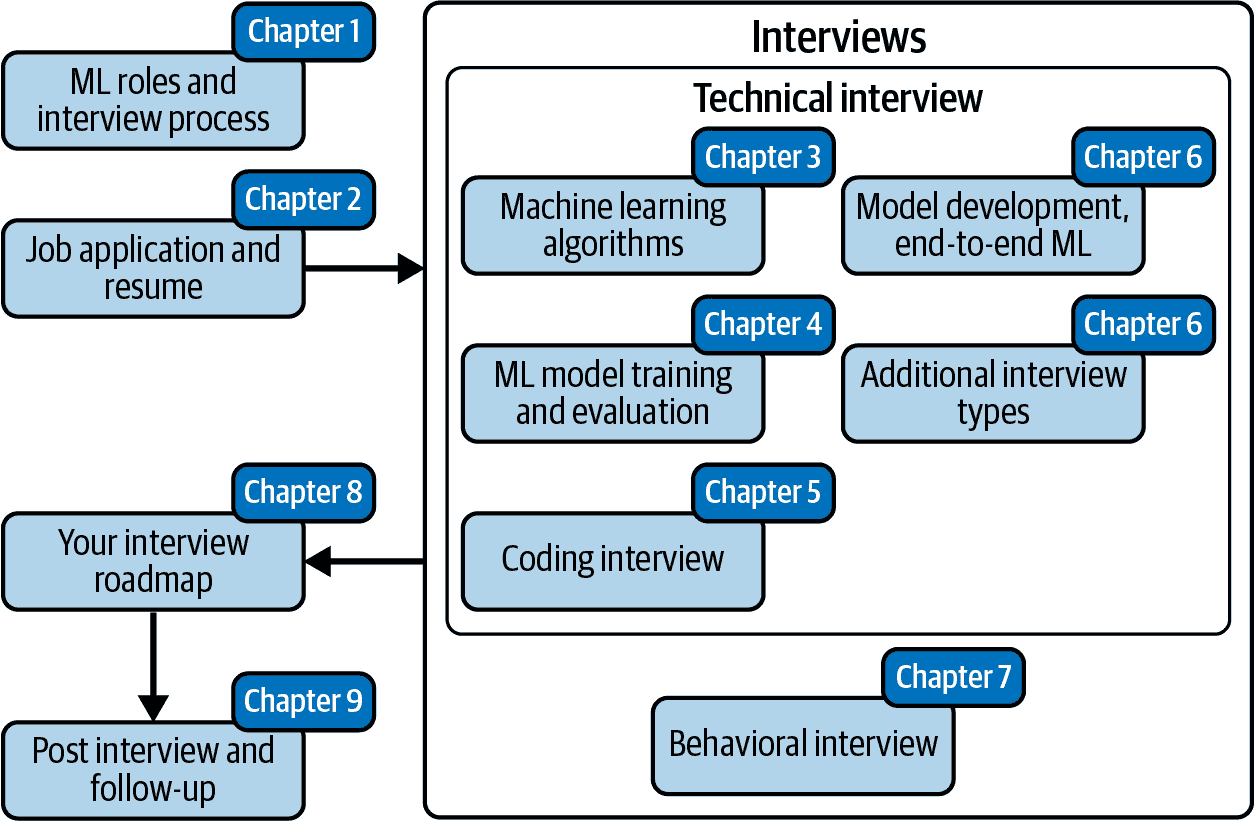 Chapter 1
ML roles and
interview process
Chapter 2
Job application and
resume
Interviews
Technical interview
Chapter 3
Machine learning
algorithms
Chapter 6
Model development,
end-to-end ML
Chapter 4
ML model training
and evaluation
Chapter 6
Additional interview
types
Chapter 5
Coding interview
Chapter 7
Behavioral interview
Chapter 8
Your interview
roadmap
Chapter 9
Post interview and
follow-up